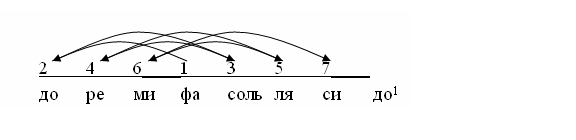 2 4 6 1 3 5 7
до ре ми фа соль ля си до¹